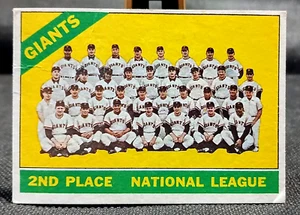 GIANTS
2ND PLACE NATIONAL LEAGUE